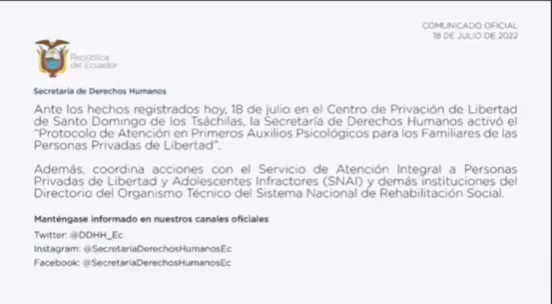 COMUNICADO OFICIAL
18 DE JULIO DE 2022
República
del Ecuador
Secretaría de Derechos Humanos
Ante los hechos registrados hoy, 18 de julio en el Centro de Privación de Libertad
de Santo Domingo de los Tsáchilas, la Secretaría de Derechos Humanos activó el
“Protocolo de Atención en Primeros Auxilios Psicológicos para los Familiares de las
Personas Privadas de Libertad”.
Además, coordina acciones con el Servicio de Atención Integral a Personas
Privadas de Libertad y Adolescentes Infractores (SNAI) y demás instituciones del
Directorio del Organismo Técnico del Sistema Nacional de Rehabilitación Social.
Manténgase informado en nuestros canales oficiales
Twitter: @DDHH_Ec
Instagram: @SecretaríaDerechosHumanosEc
Facebook: @SecretaríaDerechosHumanosEc